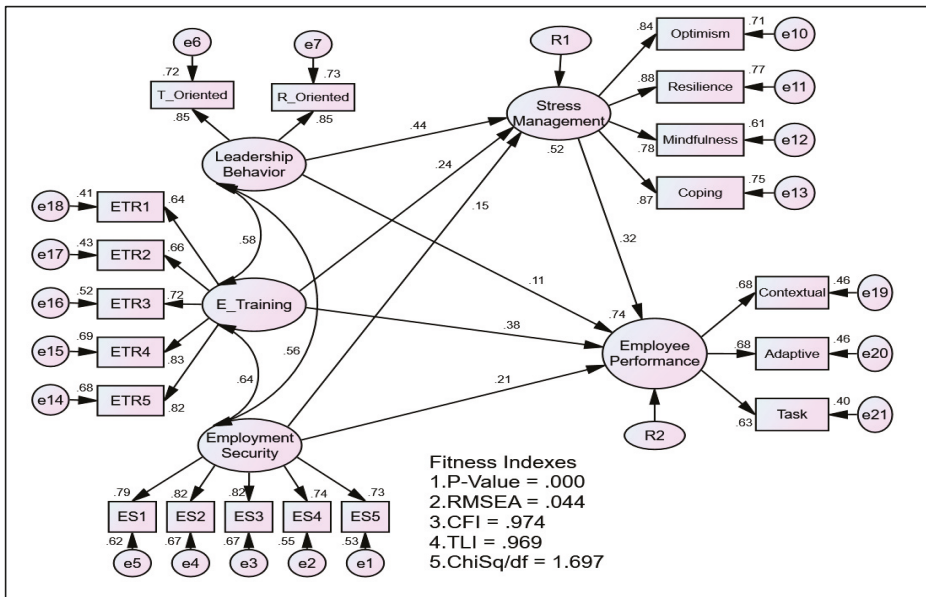 e6
e7
R1
.84
Optimism
.71
e10
.72
.73
T_Oriented
R_Oriented
.88
Resilience
.77
e11
.85
.85
Stress
Management
.44
.61
Mindfulness
e12
.78
Leadership
Behavior
.52
.24
.75
Coping
e13
.87
e18
.41
ETR1
.64
.15
.58
.32
e17
.43
ETR2
.66
.11
e16
.52
ETR3
.72
E_Training
.68
Contextual
.46
e19
.74
.38
e15
.69
ETR4
.83
Employee
Performance
.68
Adaptive
.46
e20
.56
e14
.68
ETR5
.82
.64
.21
.40
Task
e21
.63
Employment
Security
R2
.79
.82
.82
.74
.73
ES1
ES2
ES3
ES4
ES5
.62
.67
.67
.55
.53
e5
e4
e3
e2
e1
Fitness Indexes
1.P-Value = .000
2.RMSEA = .044
3.CFI = .974
4.TLI = .969
5.ChiSq/df = 1.697